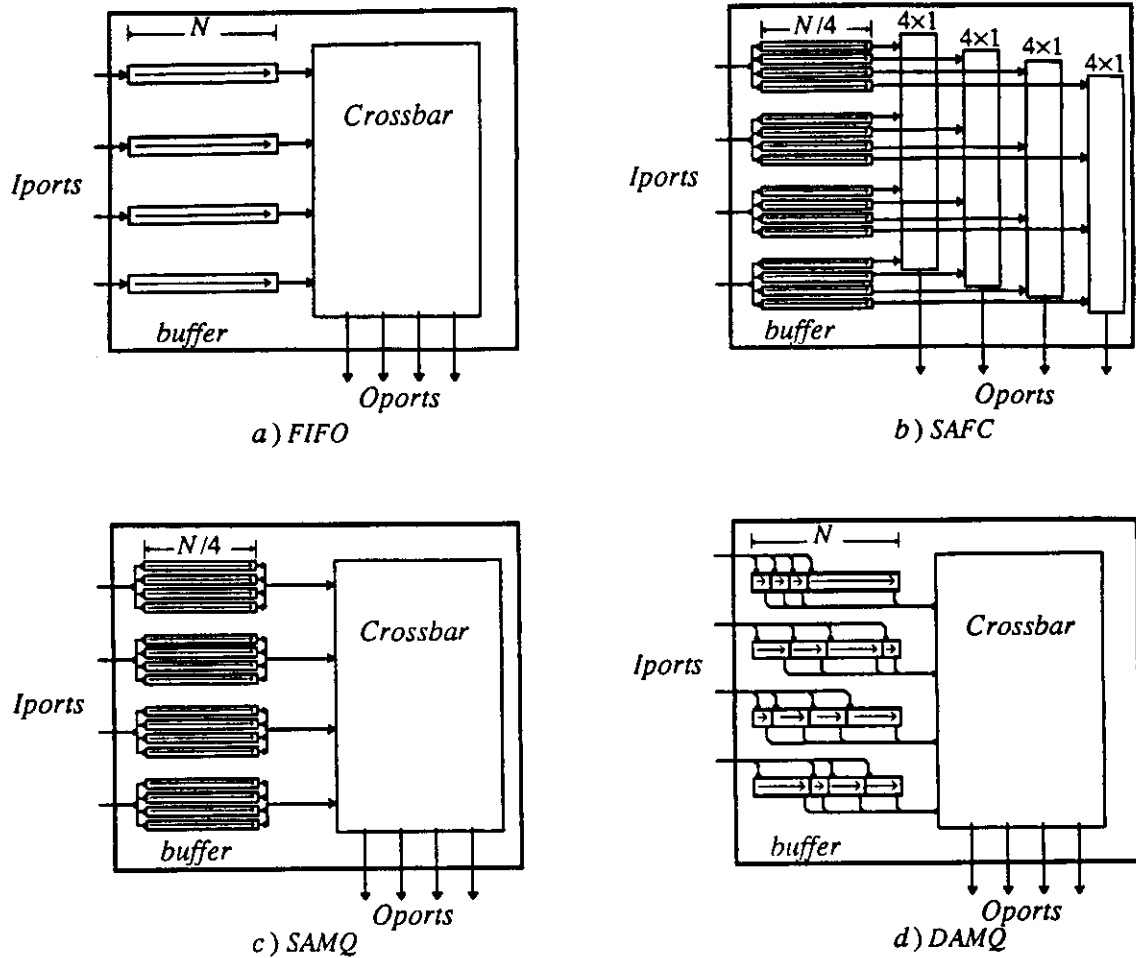 N
Crossbar
Iports
buffer
Oports
a ) FIFO
N/4
4×1
4×1
4×1
4×1
Iports
buffer
Oports
b ) SAFC
N/4
Crossbar
Iports
buffer
Oports
c ) SAMQ
N
Crossbar
Iports
buffer
Oports
d ) DAMQ